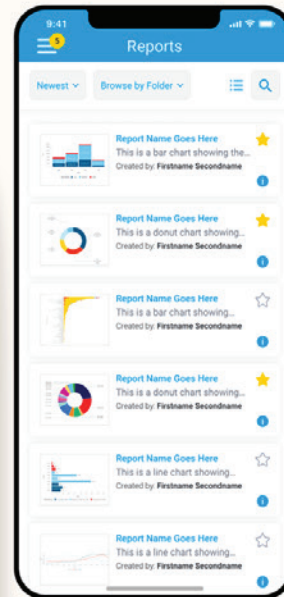 9:41
5
Reports
Newest
Browse by Folder
Report Name Goes Here
This is a bar chart showing the...
Created by: Firstname Secondname
Report Name Goes Here
This is a donut chart showing...
Created by: Firstname Secondname
Report Name Goes Here
This is a bar chart showing...
Created by: Firstname Secondname
Report Name Goes Here
This is a donut chart showing...
Created by: Firstname Secondname
Report Name Goes Here
This is a line chart showing...
Created by: Firstname Secondname
Report Name Goes Here
This is a line chart showing...
Created by: Firstname Secondname